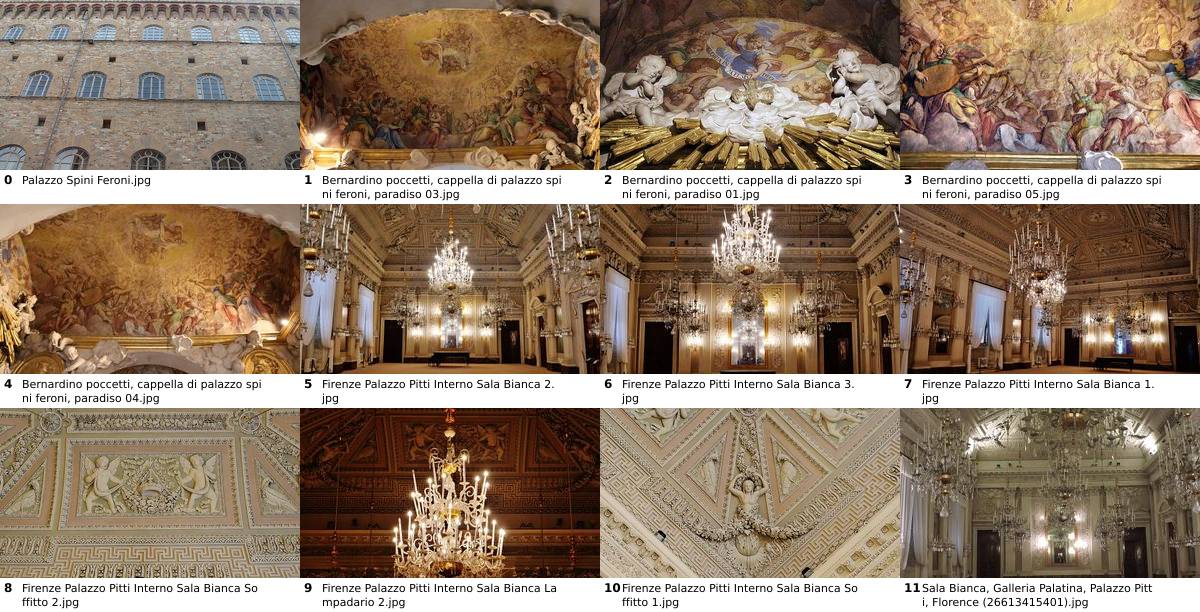 0 Palazzo Spini Feroni.jpg
1 Bernardino poccetti, cappella di palazzo spi
ni feroni, paradiso 03.jpg
2 Bernardino poccetti, cappella di palazzo spi
ni feroni, paradiso 01.jpg
3 Bernardino poccetti, cappella di palazzo spi
ni feroni, paradiso 05.jpg
4 Bernardino poccetti, cappella di palazzo spi
ni feroni, paradiso 04.jpg
5 Firenze Palazzo Pitti Interno Sala Bianca 2.
jpg
6 Firenze Palazzo Pitti Interno Sala Bianca 3.
jpg
7 Firenze Palazzo Pitti Interno Sala Bianca 1.
jpg
8 Firenze Palazzo Pitti Interno Sala Bianca So
ffitto 2.jpg
9 Firenze Palazzo Pitti Interno Sala Bianca La
mpadario 2.jpg
10 Firenze Palazzo Pitti Interno Sala Bianca So
ffitto 1.jpg
11 Sala Bianca, Galleria Palatina, Palazzo Pitt
i, Florence (26613415401).jpg